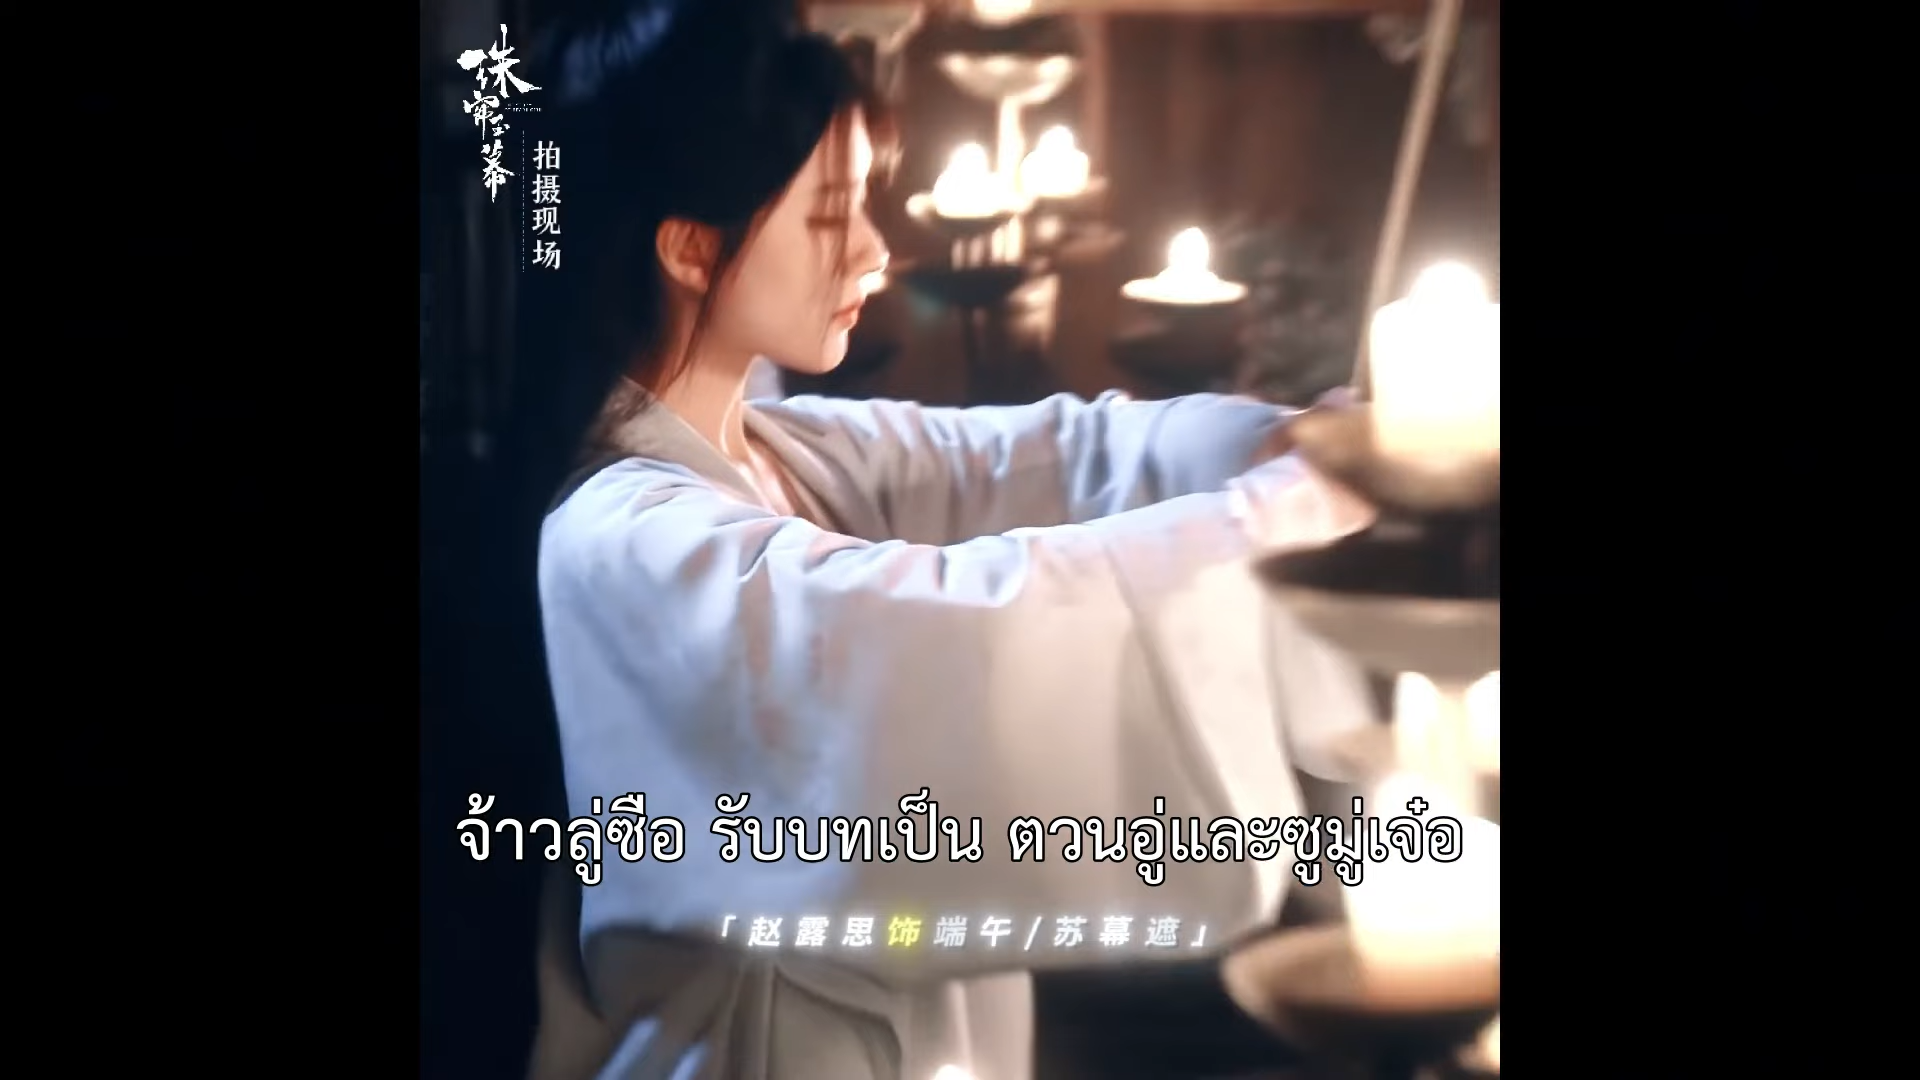 珠帘玉幕
拍摄现场
จ้าวลู่ซือ รับบทเป็น ตวนอู่และซูมู่เจ๋อ
「赵露思饰端午/苏幕遮」